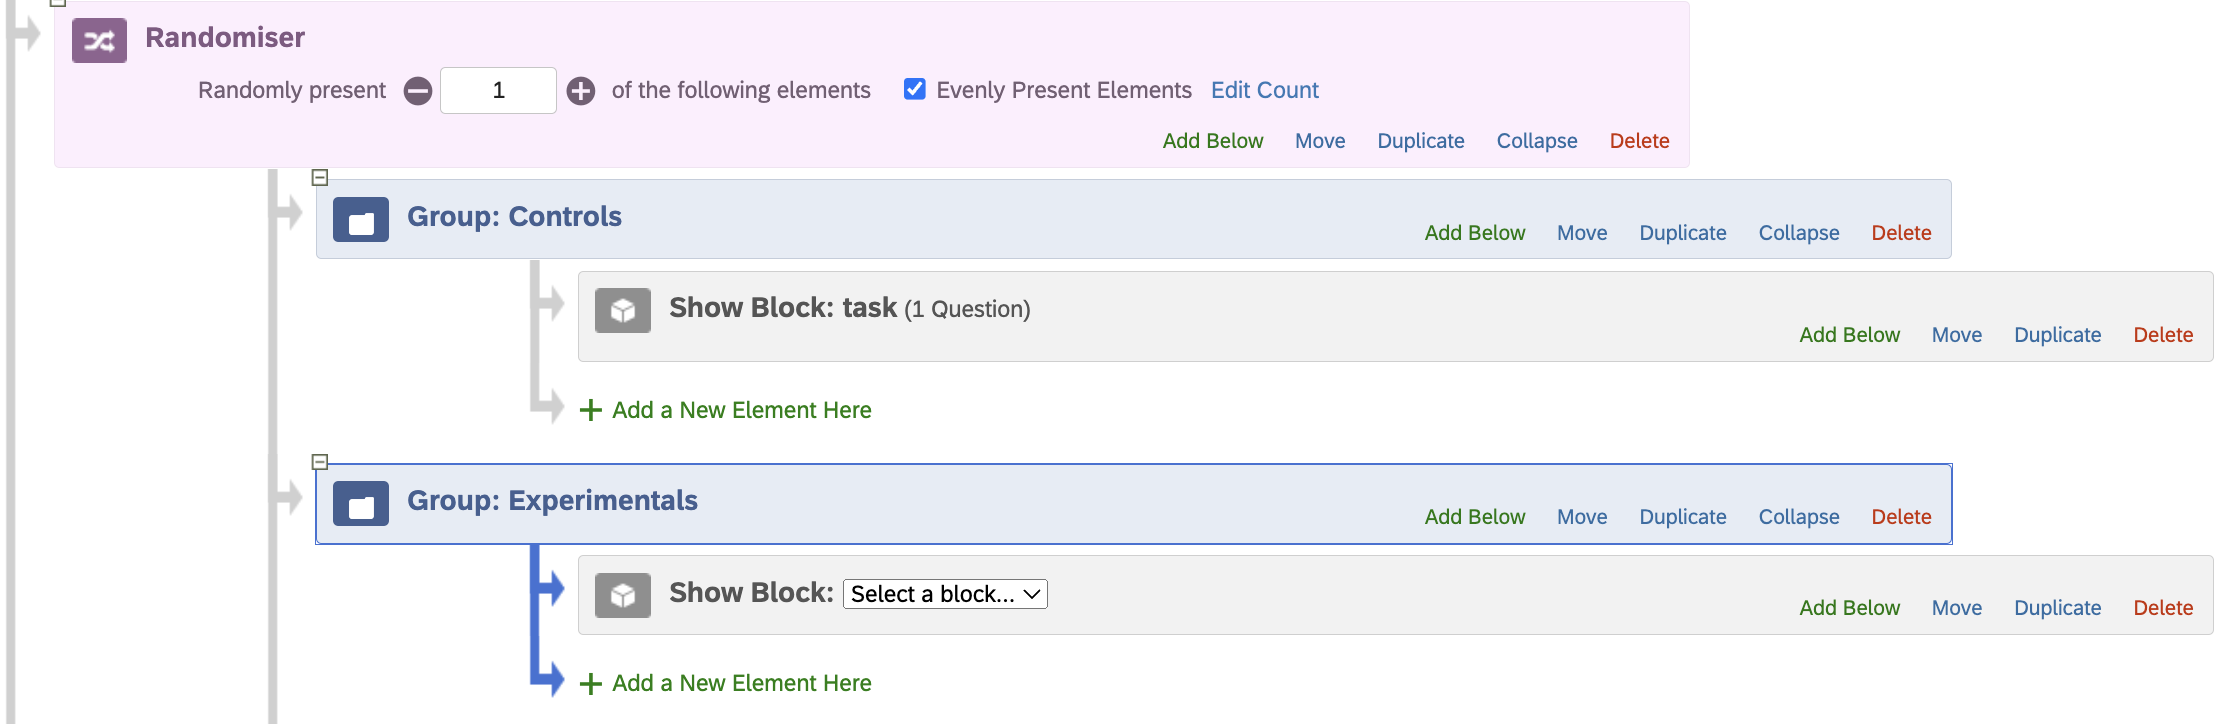 Randomiser
Randomly present 1 of the following elements Evenly Present Elements Edit Count
Add Below Move Duplicate Collapse Delete
Group: Controls
Add Below Move Duplicate Collapse Delete
Show Block: task (1 Question)
Add Below Move Duplicate Delete
Add a New Element Here
Group: Experimentals
Add Below Move Duplicate Collapse Delete
Show Block: Select a block...
Add Below Move Duplicate Delete
Add a New Element Here